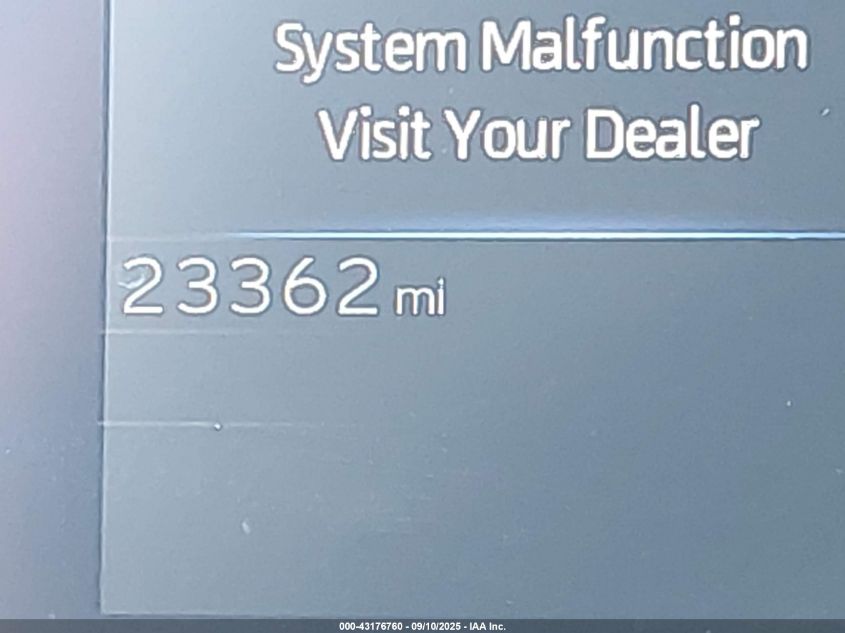 System Malfunction
Visit Your Dealer
23362 mi
000-43176760 - 09/10/2025 - IAA Inc.